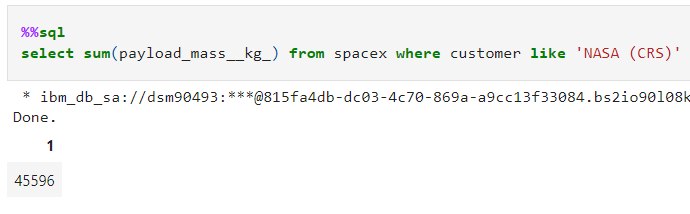 %%sql
select sum(payload_mass__kg_) from spacex where customer like 'NASA (CRS)'
* ibm_db_sa://dsm90493:***@815fa4db-dc03-4c70-869a-a9cc13f33084.bs2io90l08k
Done.
1
45596